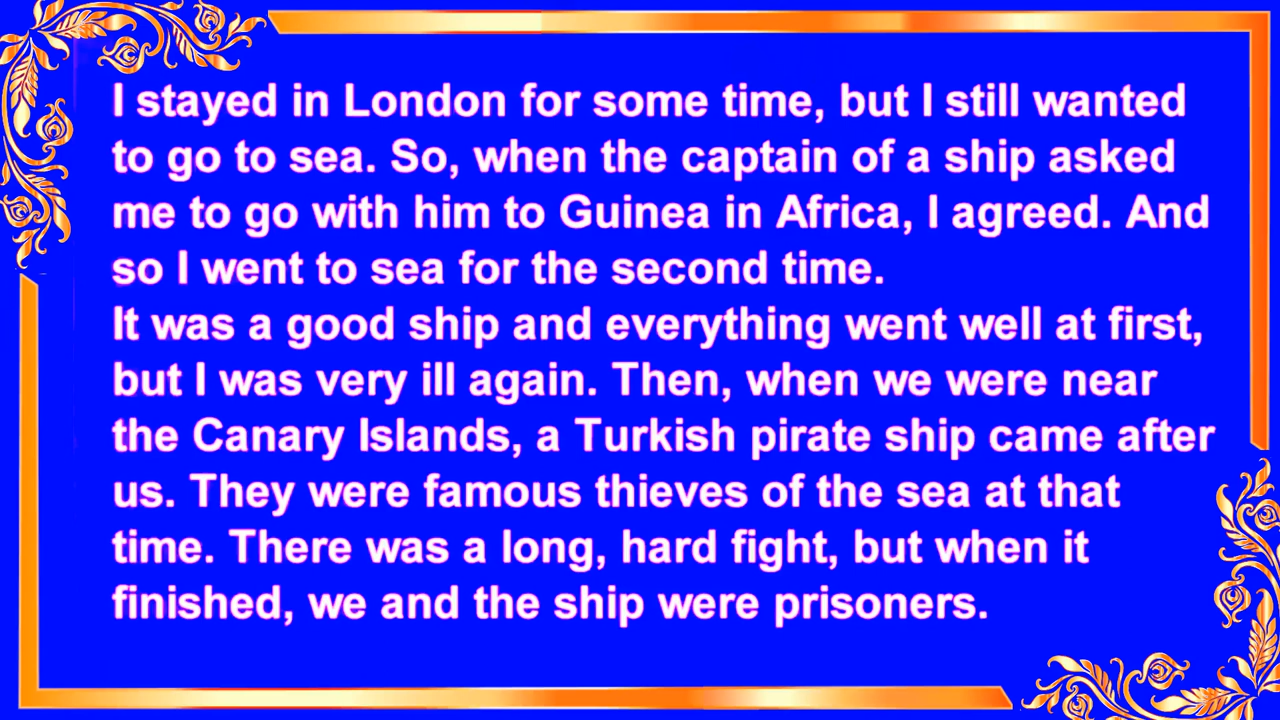 I stayed in London for some time, but I still wanted
to go to sea. So, when the captain of a ship asked
me to go with him to Guinea in Africa, I agreed. And
so I went to sea for the second time.
It was a good ship and everything went well at first,
but I was very ill again. Then, when we were near
the Canary Islands, a Turkish pirate ship came after
us. They were famous thieves of the sea at that
time. There was a long, hard fight, but when it
finished, we and the ship were prisoners.